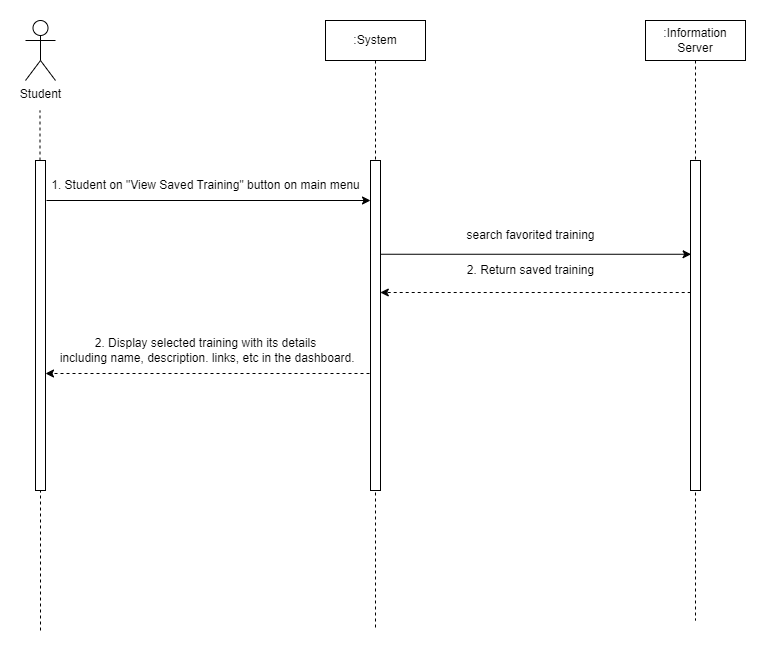 :System
:Information
Server
Student
1. Student on "View Saved Training" button on main menu
search favorited training
2. Return saved training
2. Display selected training with its details
including name, description. links, etc in the dashboard.